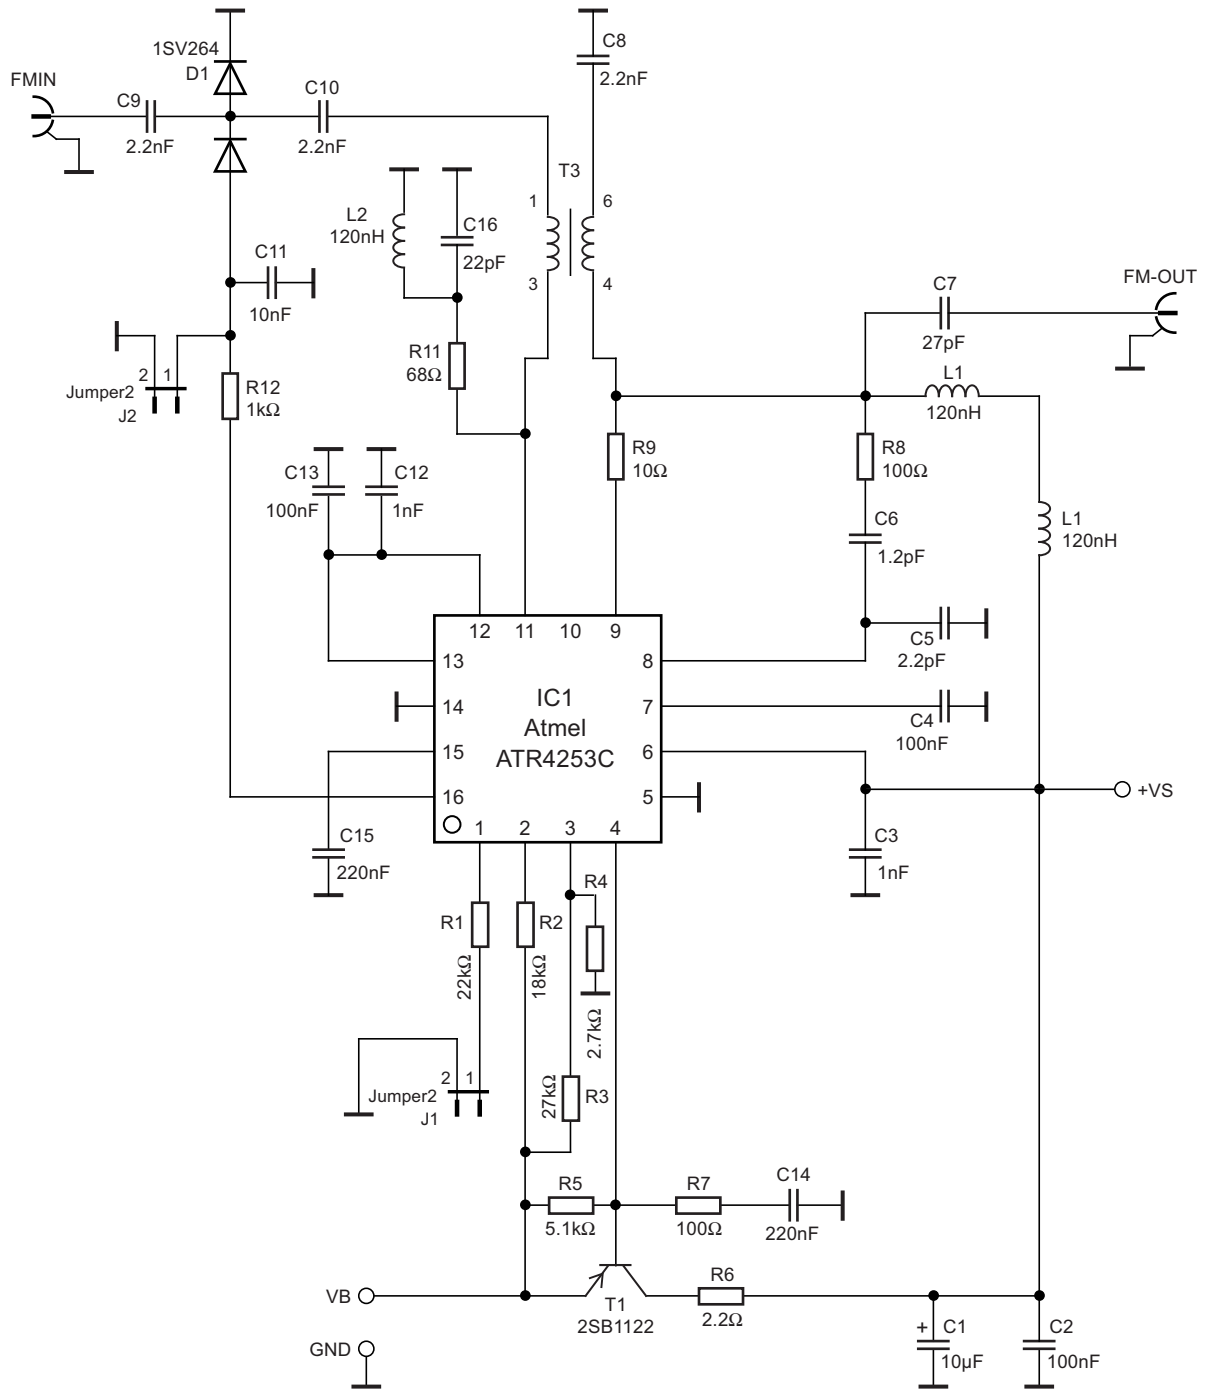 1SV264
D1
C8
2.2nF
FMIN
C9
2.2nF
C10
2.2nF
T3
1
6
3
4
L2
120nH
C16
22pF
C11
10nF
FM-OUT
C7
27pF
2 1
Jumper2
J2
R12
1kΩ
R11
68Ω
L1
120nH
R9
10Ω
R8
100Ω
C13
100nF
C12
1nF
C6
1.2pF
L1
120nH
12 11 10 9
13
14
15
16
IC1
Atmel
ATR4253C
8
7
6
5
1 2 3 4
C5
2.2pF
C4
100nF
+VS
C15
220nF
C3
1nF
R1
22kΩ
R2
18kΩ
R4
2.7kΩ
2 1
Jumper2
J1
27kΩ
R3
R5
5.1kΩ
R7
100Ω
C14
220nF
VB
T1
2SB1122
R6
2.2Ω
GND
+
C1
10µF
C2
100nF